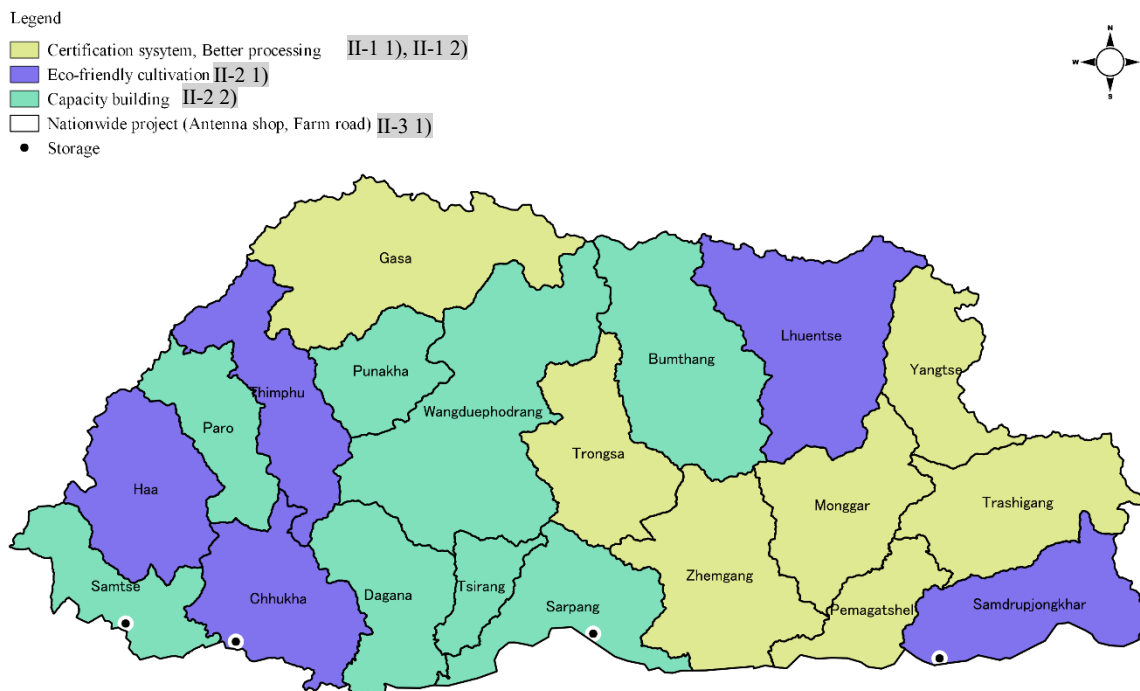 Legend
Certification sysytem, Better processing II-1 1), II-1 2)
Eco-friendly cultivation II-2 1)
Capacity building II-2 2)
Nationwide project (Antenna shop, Farm road) II-3 1)
Storage
N
W E
S
Gasa
Lhuentse
Bumthang
Yangtse
Punakha
Thimphu
Wangduephodrang
Paro
Trongsa
Haa
Monggar
Trashigang
Zhemgang
Samtse
Chhukha
Dagana
Tsirang
Sarpang
Pemagatshel
Samdrupjongkhar